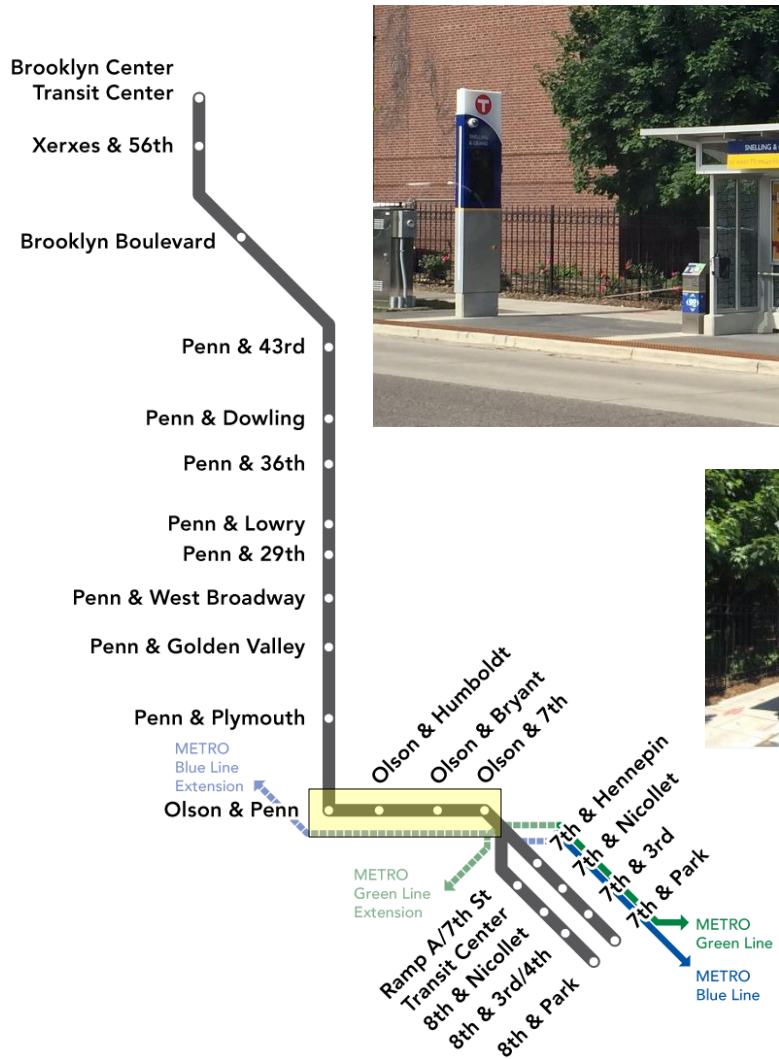 Brooklyn Center
Transit Center
Xerxes & 56th
Brooklyn Boulevard
Penn & 43rd
Penn & Dowling
Penn & 36th
Penn & Lowry
Penn & 29th
Penn & West Broadway
Penn & Golden Valley
Penn & Plymouth
METRO
Blue Line
Extension
Olson & Penn
Olson & Humboldt
Olson & Bryant
Olson & 7th
7th & Hennepin
7th & Nicollet
7th & 3rd
7th & Park
METRO
Green Line
Extension
Ramp A/7th St
Transit Center
8th & Nicollet
8th & 3rd/4th
8th & Park
METRO
Green Line
METRO
Blue Line
T
SNELLING
& GRAND
SNELLING &